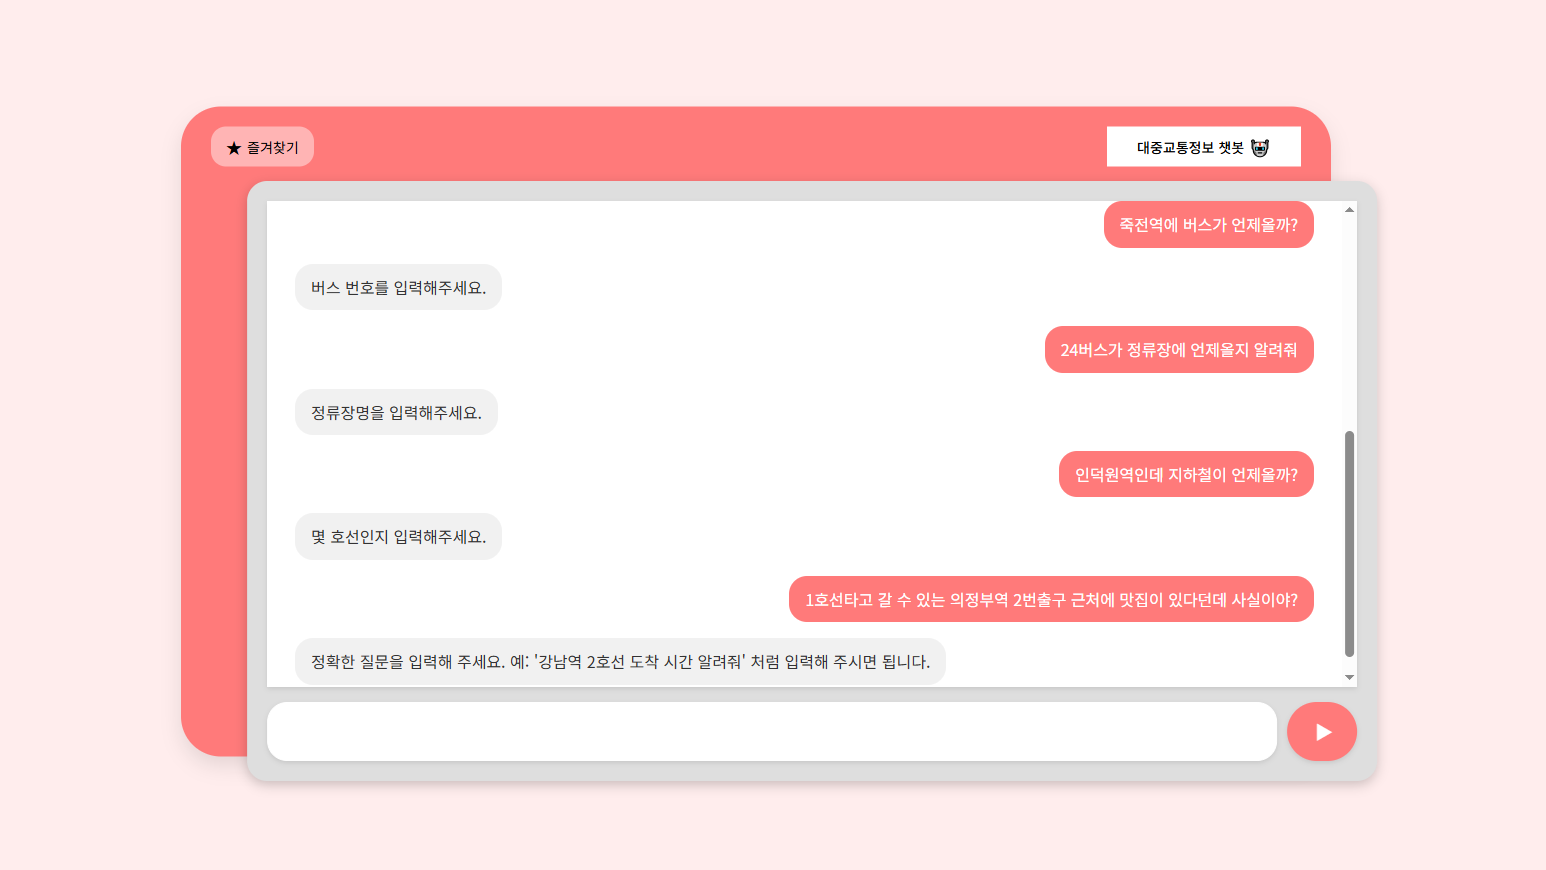 ★ 즐겨찾기
대중교통정보 챗봇
죽전역에 버스가 언제올까?
버스 번호를 입력해주세요.
24버스가 정류장에 언제올지 알려줘
정류장명을 입력해주세요.
인덕원역인데 지하철이 언제올까?
몇 호선인지 입력해주세요.
1호선타고 갈 수 있는 의정부역 2번출구 근처에 맛집이 있다던데 사실이야?
정확한 질문을 입력해 주세요. 예: '강남역 2호선 도착 시간 알려줘' 처럼 입력해 주시면 됩니다.